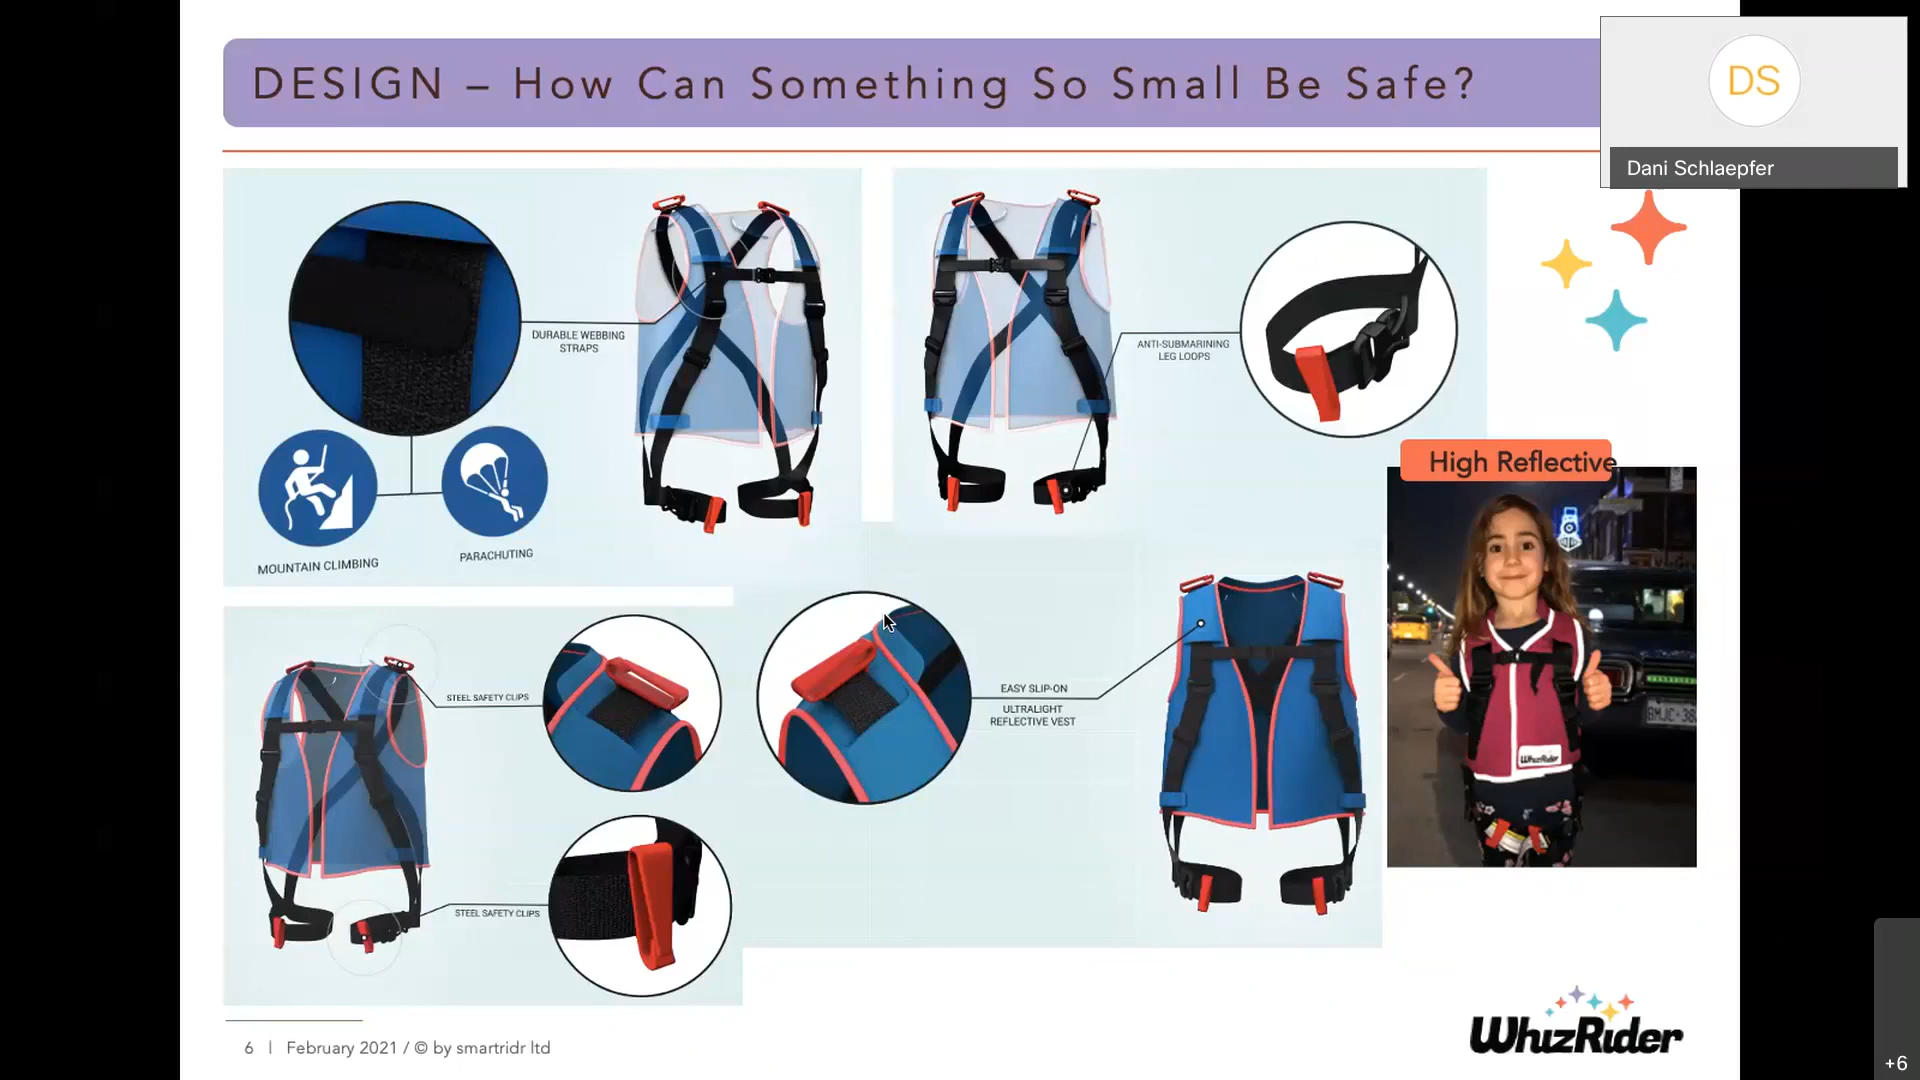 DESIGN – How Can Something So Small Be Safe?
DS
Dani Schlaepfer
DURABLE WEBBING
STRAPS
ANTI-SUBMARINING
LEG LOOPS
MOUNTAIN CLIMBING
PARACHUTING
High Reflective
STEEL SAFETY CLIPS
EASY SLIP-ON
ULTRALIGHT
REFLECTIVE VEST
WhizRider
STEEL SAFETY CLIPS
6 | February 2021 / © by smartridr ltd
WhizRider
+6